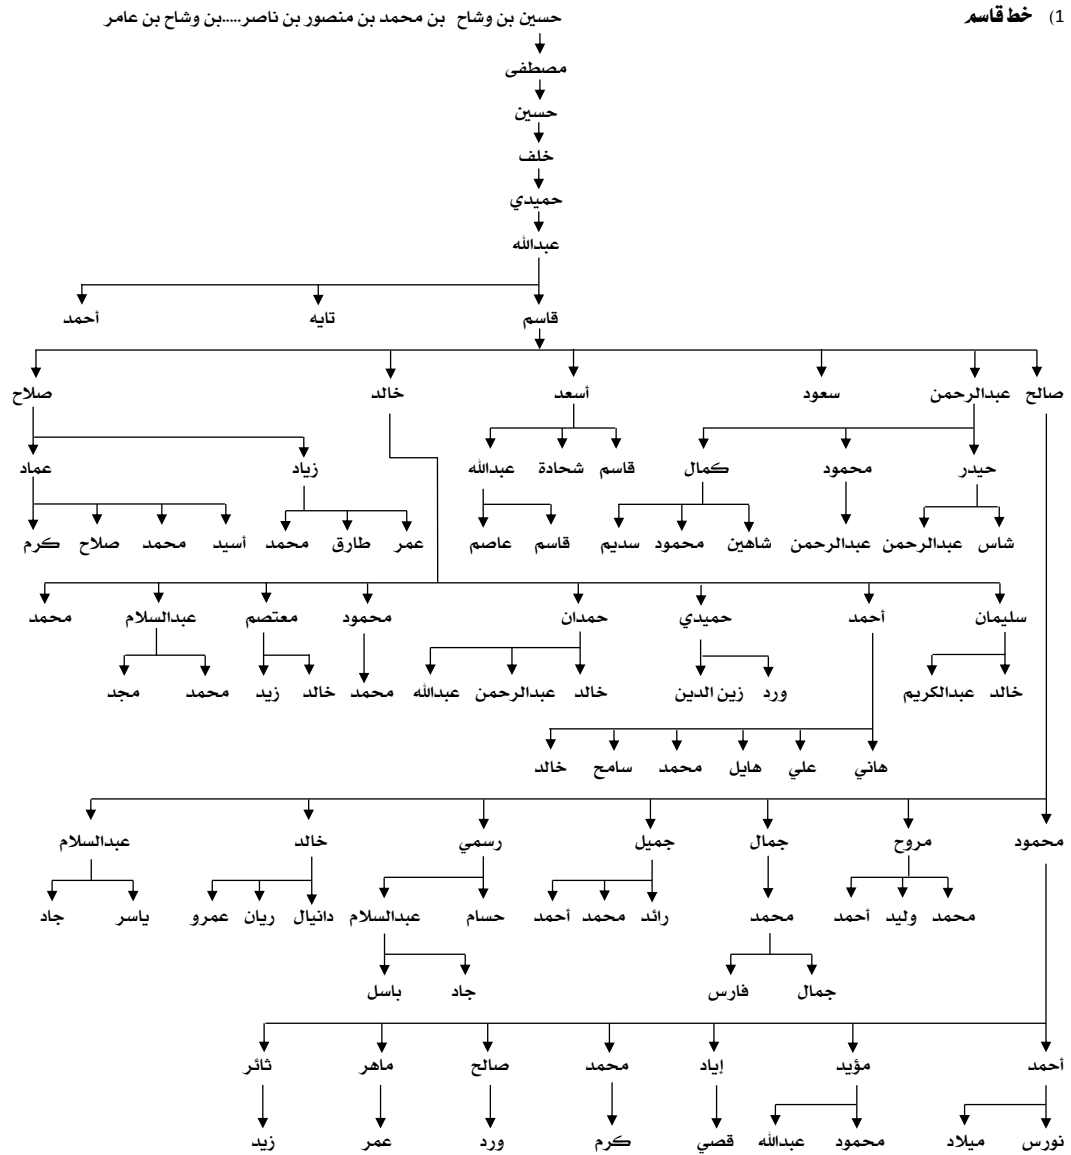 1) خط قاسم
حسين بن وشاح بن محمد بن منصور بن ناصر.....بن وشاح بن عامر
مصطفى
حسين
خلف
حميدي
عبدالله
قاسم تايه أحمد
صالح عبدالرحمن سعود أسعد خالد صلاح
حيدر محمود كمال قاسم شحادة عبدالله زياد عماد
شاس عبدالرحمن عبدالرحمن شاهين محمود سديم قاسم عاصم عمر طارق محمد أسيد محمد صلاح كرم
سليمان أحمد حميدي حمدان محمود معتصم عبدالسلام محمد
خالد عبدالكريم ورد زين الدين خالد عبدالرحمن عبدالله محمد خالد زيد محمد مجد
هاني علي هايل محمد سامح خالد
محمود مروح جمال جميل رسمي خالد عبدالسلام
محمد وليد أحمد محمد رائد محمد أحمد حسام عبدالسلام دانيال ريان عمرو ياسر جاد
جمال فارس جاد باسل
أحمد مؤيد إياد محمد صالح ماهر ثائر
نورس ميلاد محمود عبدالله قصي كرم ورد عمر زيد